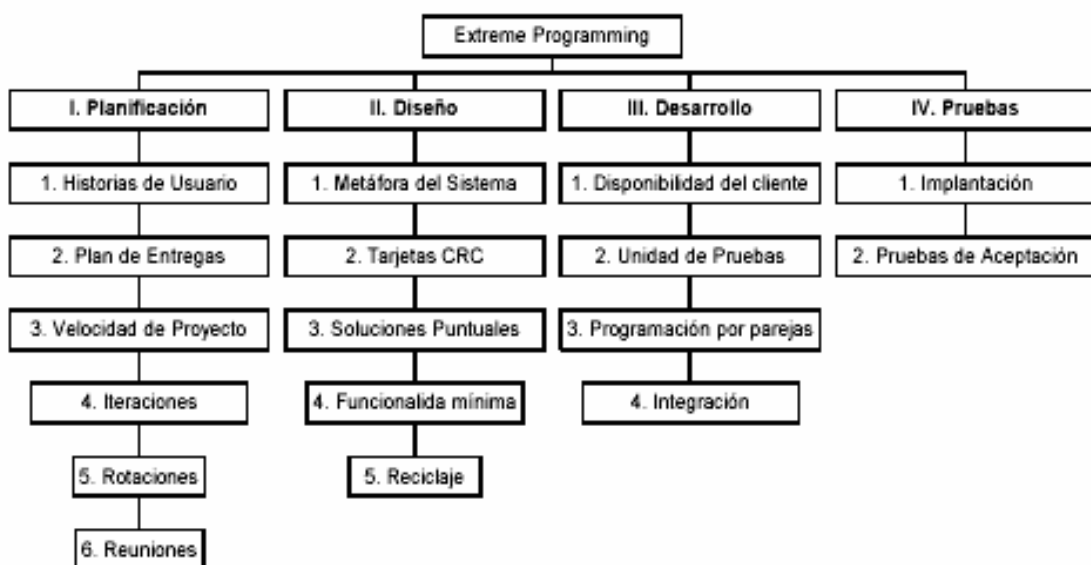 Extreme Programming
I. Planificación
1. Historias de Usuario
2. Plan de Entregas
3. Velocidad de Proyecto
4. Iteraciones
5. Rotaciones
6. Reuniones
II. Diseño
1. Metáfora del Sistema
2. Tarjetas CRC
3. Soluciones Puntuales
4. Funcionalida mínima
5. Reciclaje
III. Desarrollo
1. Disponibilidad del cliente
2. Unidad de Pruebas
3. Programación por parejas
4. Integración
IV. Pruebas
1. Implantación
2. Pruebas de Aceptación